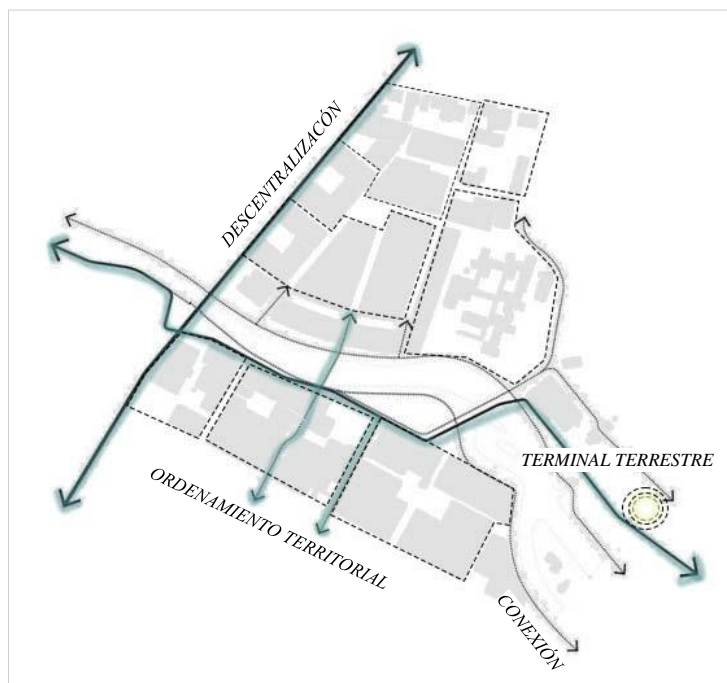 DESCENTRALIZACÓN
TERMINAL TERRESTRE
ORDENAMIENTO TERRITORIAL
CONEXIÓN